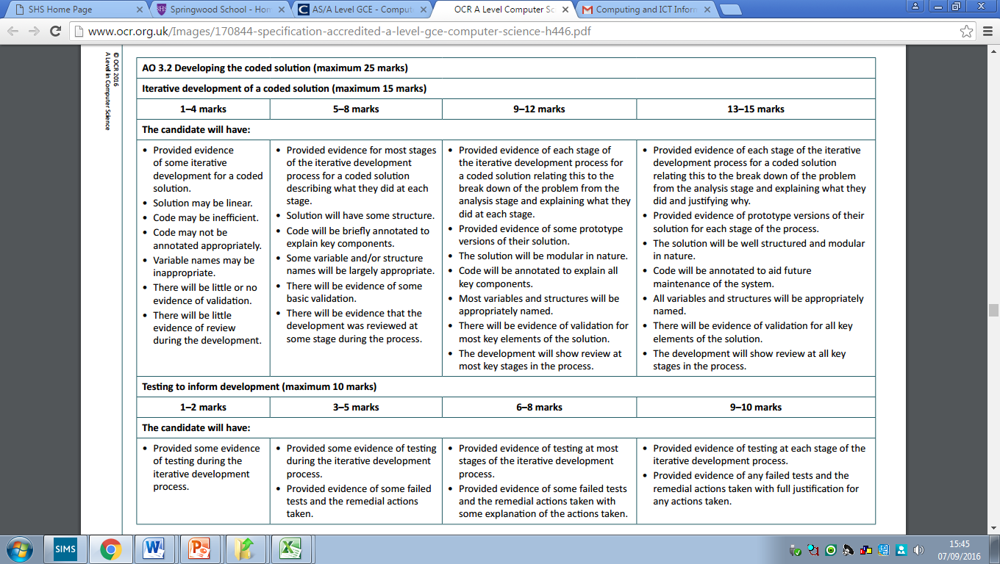 SHS Home Page
Springwood School - Hom
AS/A Level GCE - Comput
OCR A Level Computer Sc
Computing and ICT Inform
www.ocr.org.uk/Images/170844-specification-accredited-a-level-gce-computer-science-h446.pdf
© OCR 2016
A Level in Computer Science
AO 3.2 Developing the coded solution (maximum 25 marks)
Iterative development of a coded solution (maximum 15 marks)
1–4 marks
5–8 marks
9–12 marks
13–15 marks
The candidate will have:
• Provided evidence
of some iterative
development for a coded
solution.
• Solution may be linear.
• Code may be inefficient.
• Code may not be
annotated appropriately.
• Variable names may be
inappropriate.
• There will be little or no
evidence of validation.
• There will be little
evidence of review
during the development.
• Provided evidence for most stages
of the iterative development
process for a coded solution
describing what they did at each
stage.
• Solution will have some structure.
• Code will be briefly annotated to
explain key components.
• Some variable and/or structure
names will be largely appropriate.
• There will be evidence of some
basic validation.
• There will be evidence that the
development was reviewed at
some stage during the process.
• Provided evidence of each stage of
the iterative development process for
a coded solution relating this to the
break down of the problem from the
analysis stage and explaining what they
did at each stage.
• Provided evidence of some prototype
versions of their solution.
• The solution will be modular in nature.
• Code will be annotated to explain all
key components.
• Most variables and structures will be
appropriately named.
• There will be evidence of validation for
most key elements of the solution.
• The development will show review at
most key stages in the process.
• Provided evidence of each stage of the iterative
development process for a coded solution
relating this to the break down of the problem
from the analysis stage and explaining what they
did and justifying why.
• Provided evidence of prototype versions of their
solution for each stage of the process.
• The solution will be well structured and modular
in nature.
• Code will be annotated to aid future
maintenance of the system.
• All variables and structures will be appropriately
named.
• There will be evidence of validation for all key
elements of the solution.
• The development will show review at all key
stages in the process.
Testing to inform development (maximum 10 marks)
1–2 marks
3–5 marks
6–8 marks
9–10 marks
The candidate will have:
• Provided some evidence
of testing during the
iterative development
process.
• Provided some evidence of testing
during the iterative development
process.
• Provided evidence of some failed
tests and the remedial actions
taken.
• Provided evidence of testing at most
stages of the iterative development
process.
• Provided evidence of some failed tests
and the remedial actions taken with
some explanation of the actions taken.
• Provided evidence of testing at each stage of the
iterative development process.
• Provided evidence of any failed tests and the
remedial actions taken with full justification for
any actions taken.
SIMS
15:45
07/09/2016